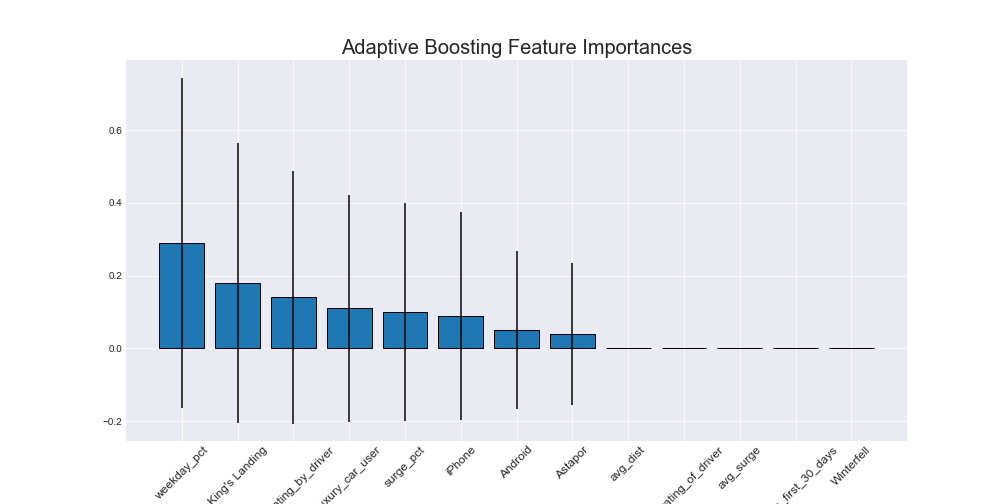 Adaptive Boosting Feature Importances
0.6
0.4
0.2
0.0
−0.2
weekday_pct
King's Landing
ating_by_driver
uxury_car_user
surge_pct
iPhone
Android
Astapor
avg_dist
ating_of_driver
avg_surge
_first_30_days
Winterfell